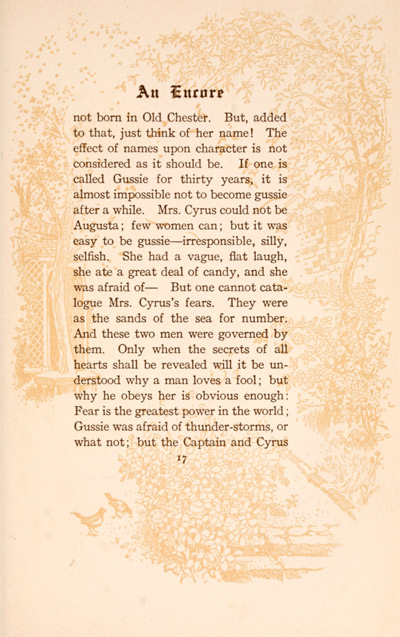 An Encore
not born in Old Chester. But, added
to that, just think of her name! The
effect of names upon character is not
considered as it should be. If one is
called Gussie for thirty years, it is
almost impossible not to become gussie
after a while. Mrs. Cyrus could not be
Augusta; few women can; but it was
easy to be gussie—irresponsible, silly,
selfish. She had a vague, flat laugh,
she ate a great deal of candy, and she
was afraid of— But one cannot cata-
logue Mrs. Cyrus's fears. They were
as the sands of the sea for number.
And these two men were governed by
them. Only when the secrets of all
hearts shall be revealed will it be un-
derstood why a man loves a fool; but
why he obeys her is obvious enough:
Fear is the greatest power in the world;
Gussie was afraid of thunder-storms, or
what not; but the Captain and Cyrus
17